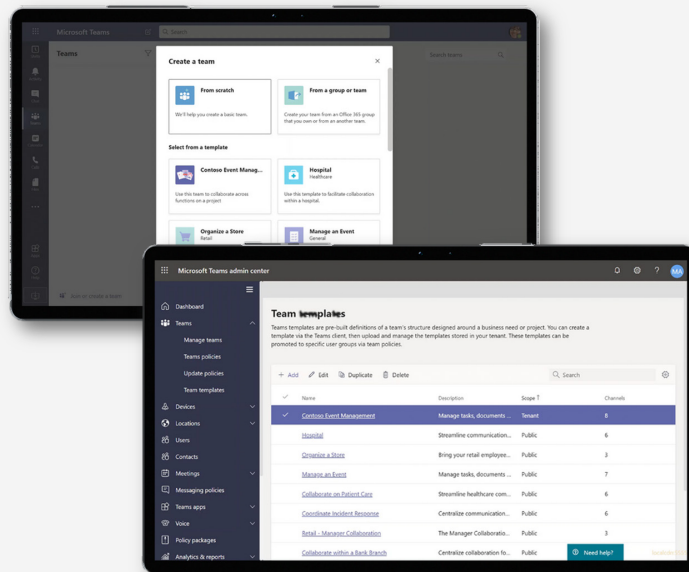 Microsoft Teams
Search
Teams
Search teams
Create a team
From scratch
We'll help you create a basic team.
From a group or team
Create your team from an Office 365 group
that you own or from another team.
Select from a template
Contoso Event Manag...
Use this team to collaborate across
functions on a project
Hospital
Healthcare
Use this template to facilitate collaboration
within a hospital.
Organize a Store
Retail
Manage an Event
General
Join or create a team
Microsoft Teams admin center
?
MA
Dashboard
Teams
Manage teams
Teams policies
Update policies
Team templates
Devices
Locations
Users
Contacts
Meetings
Messaging policies
Teams apps
Voice
Policy packages
Analytics & reports
Team templates
Teams templates are pre-built definitions of a team's structure designed around a business need or project. You can create a
template via the Teams client, then upload and manage the templates stored in your tenant. These templates can be
promoted to specific user groups via team policies.
+ Add Edit Duplicate Delete Search
Name Description Scope ↑ Channels
Contoso Event Management Manage tasks, documents ... Tenant 8
Hospital Streamline communication... Public 6
Organize a Store Bring your retail employee... Public 3
Manage an Event Manage tasks, documents ... Public 7
Collaborate on Patient Care Streamline healthcare com... Public 6
Coordinate Incident Response Centralize communication... Public 6
Retail - Manager Collaboration The Manager Collaboratio... Public 3
Collaborate within a Bank Branch Centralize collaboration fo... Public
Need help?